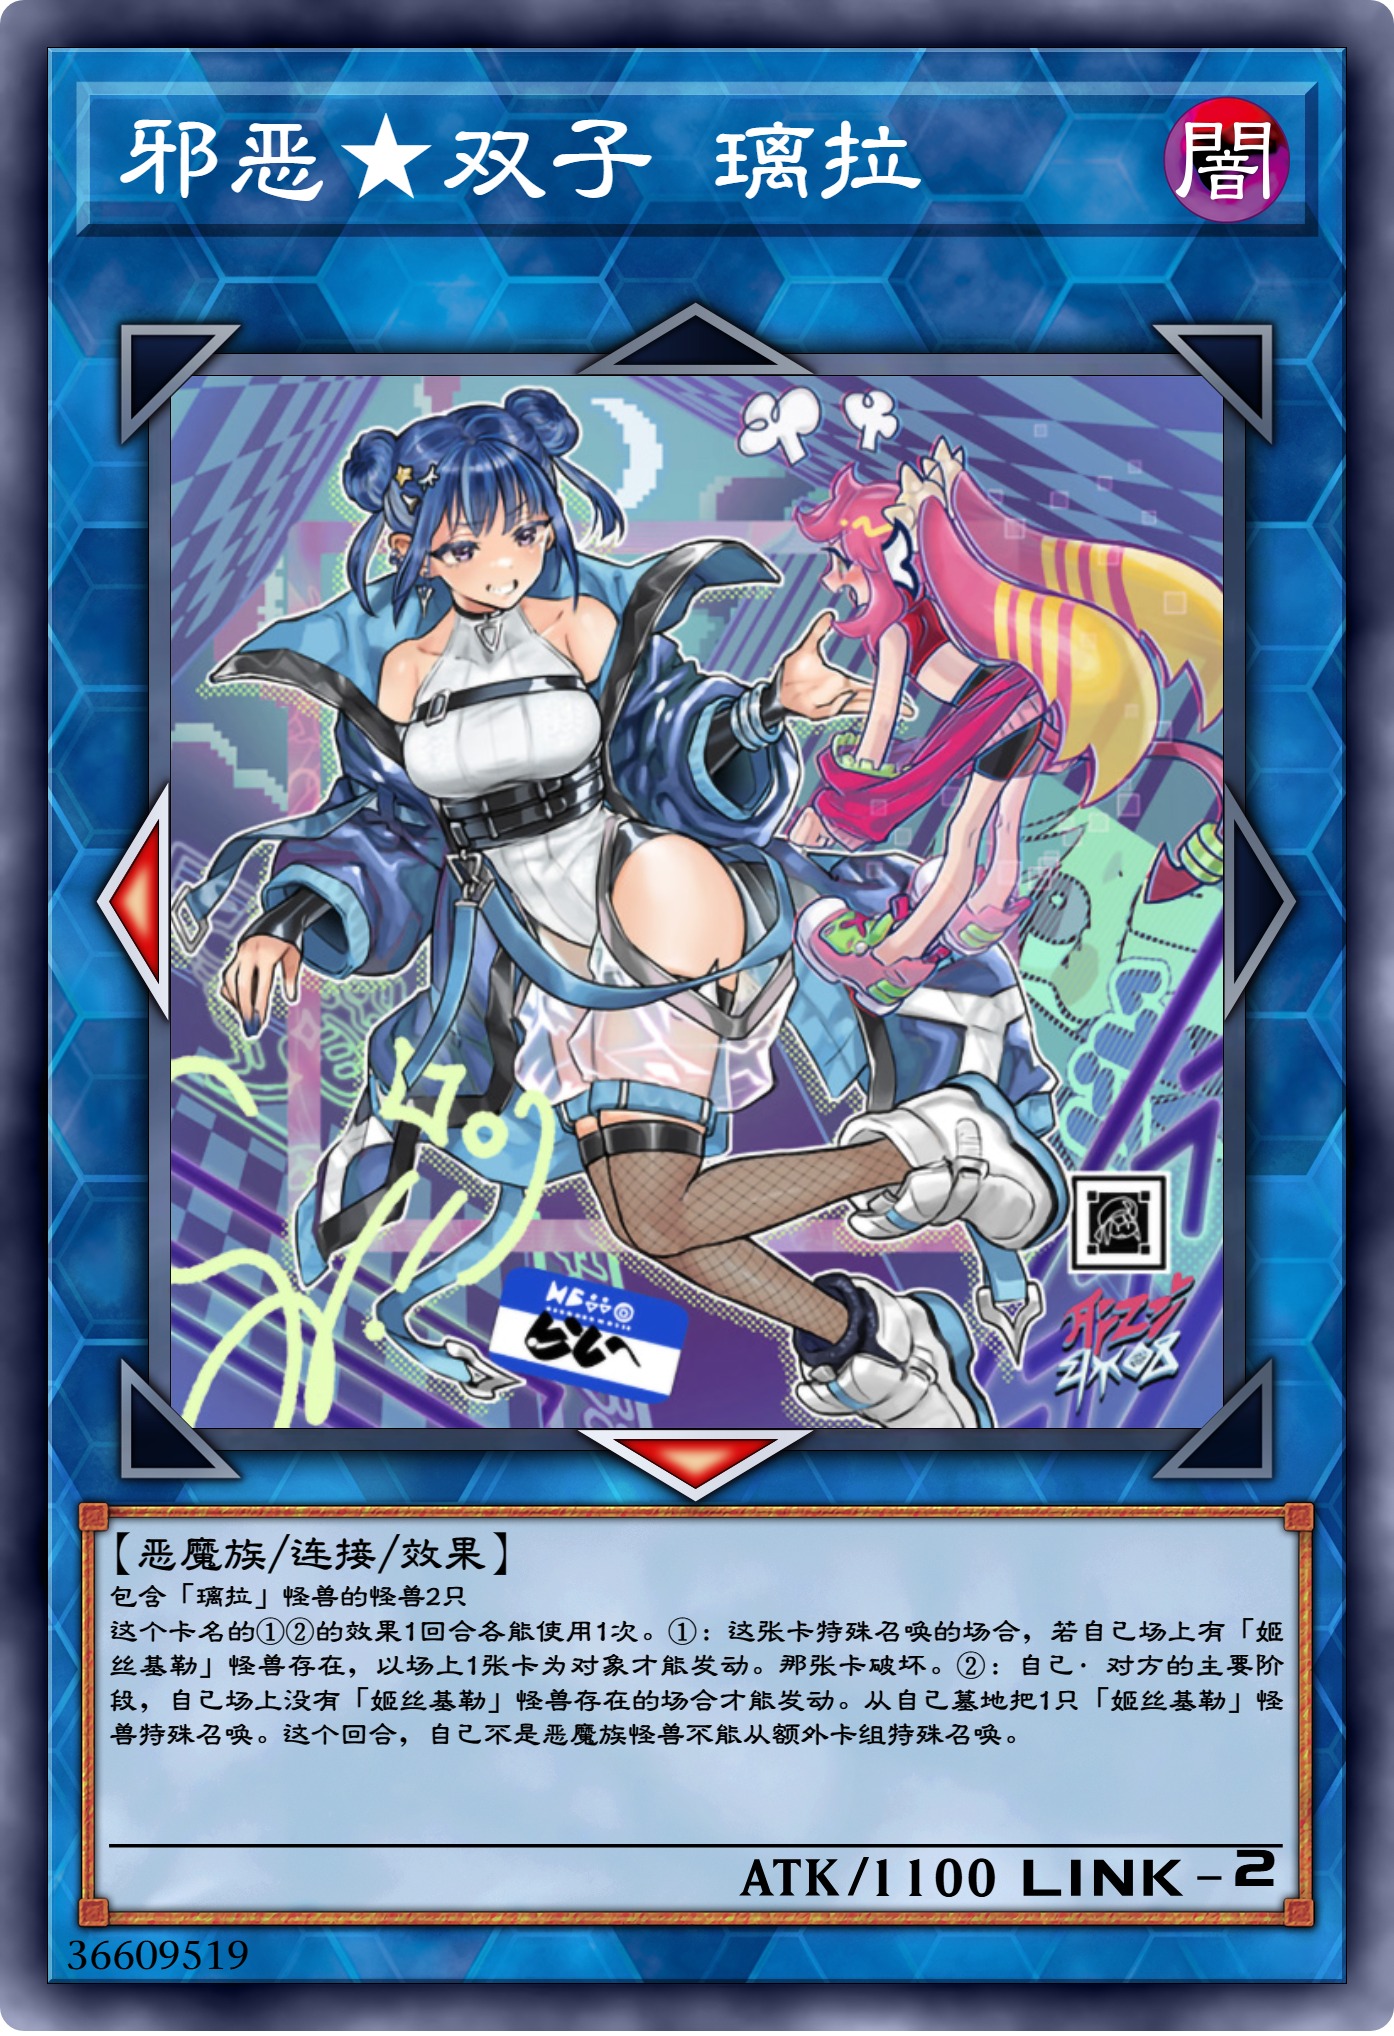 邪恶★双子 璃拉
闇
【恶魔族/连接/效果】
包含「璃拉」怪兽的怪兽2只
这个卡名的①②的效果1回合各能使用1次。①：这张卡特殊召唤的场合，若自己场上有「姬
丝基勒」怪兽存在，以场上1张卡为对象才能发动。那张卡破坏。②：自己·对方的主要阶
段，自己场上没有「姬丝基勒」怪兽存在的场合才能发动。从自己墓地把1只「姬丝基勒」怪
兽特殊召唤。这个回合，自己不是恶魔族怪兽不能从额外卡组特殊召唤。
ATK/1100 LINK-2
36609519